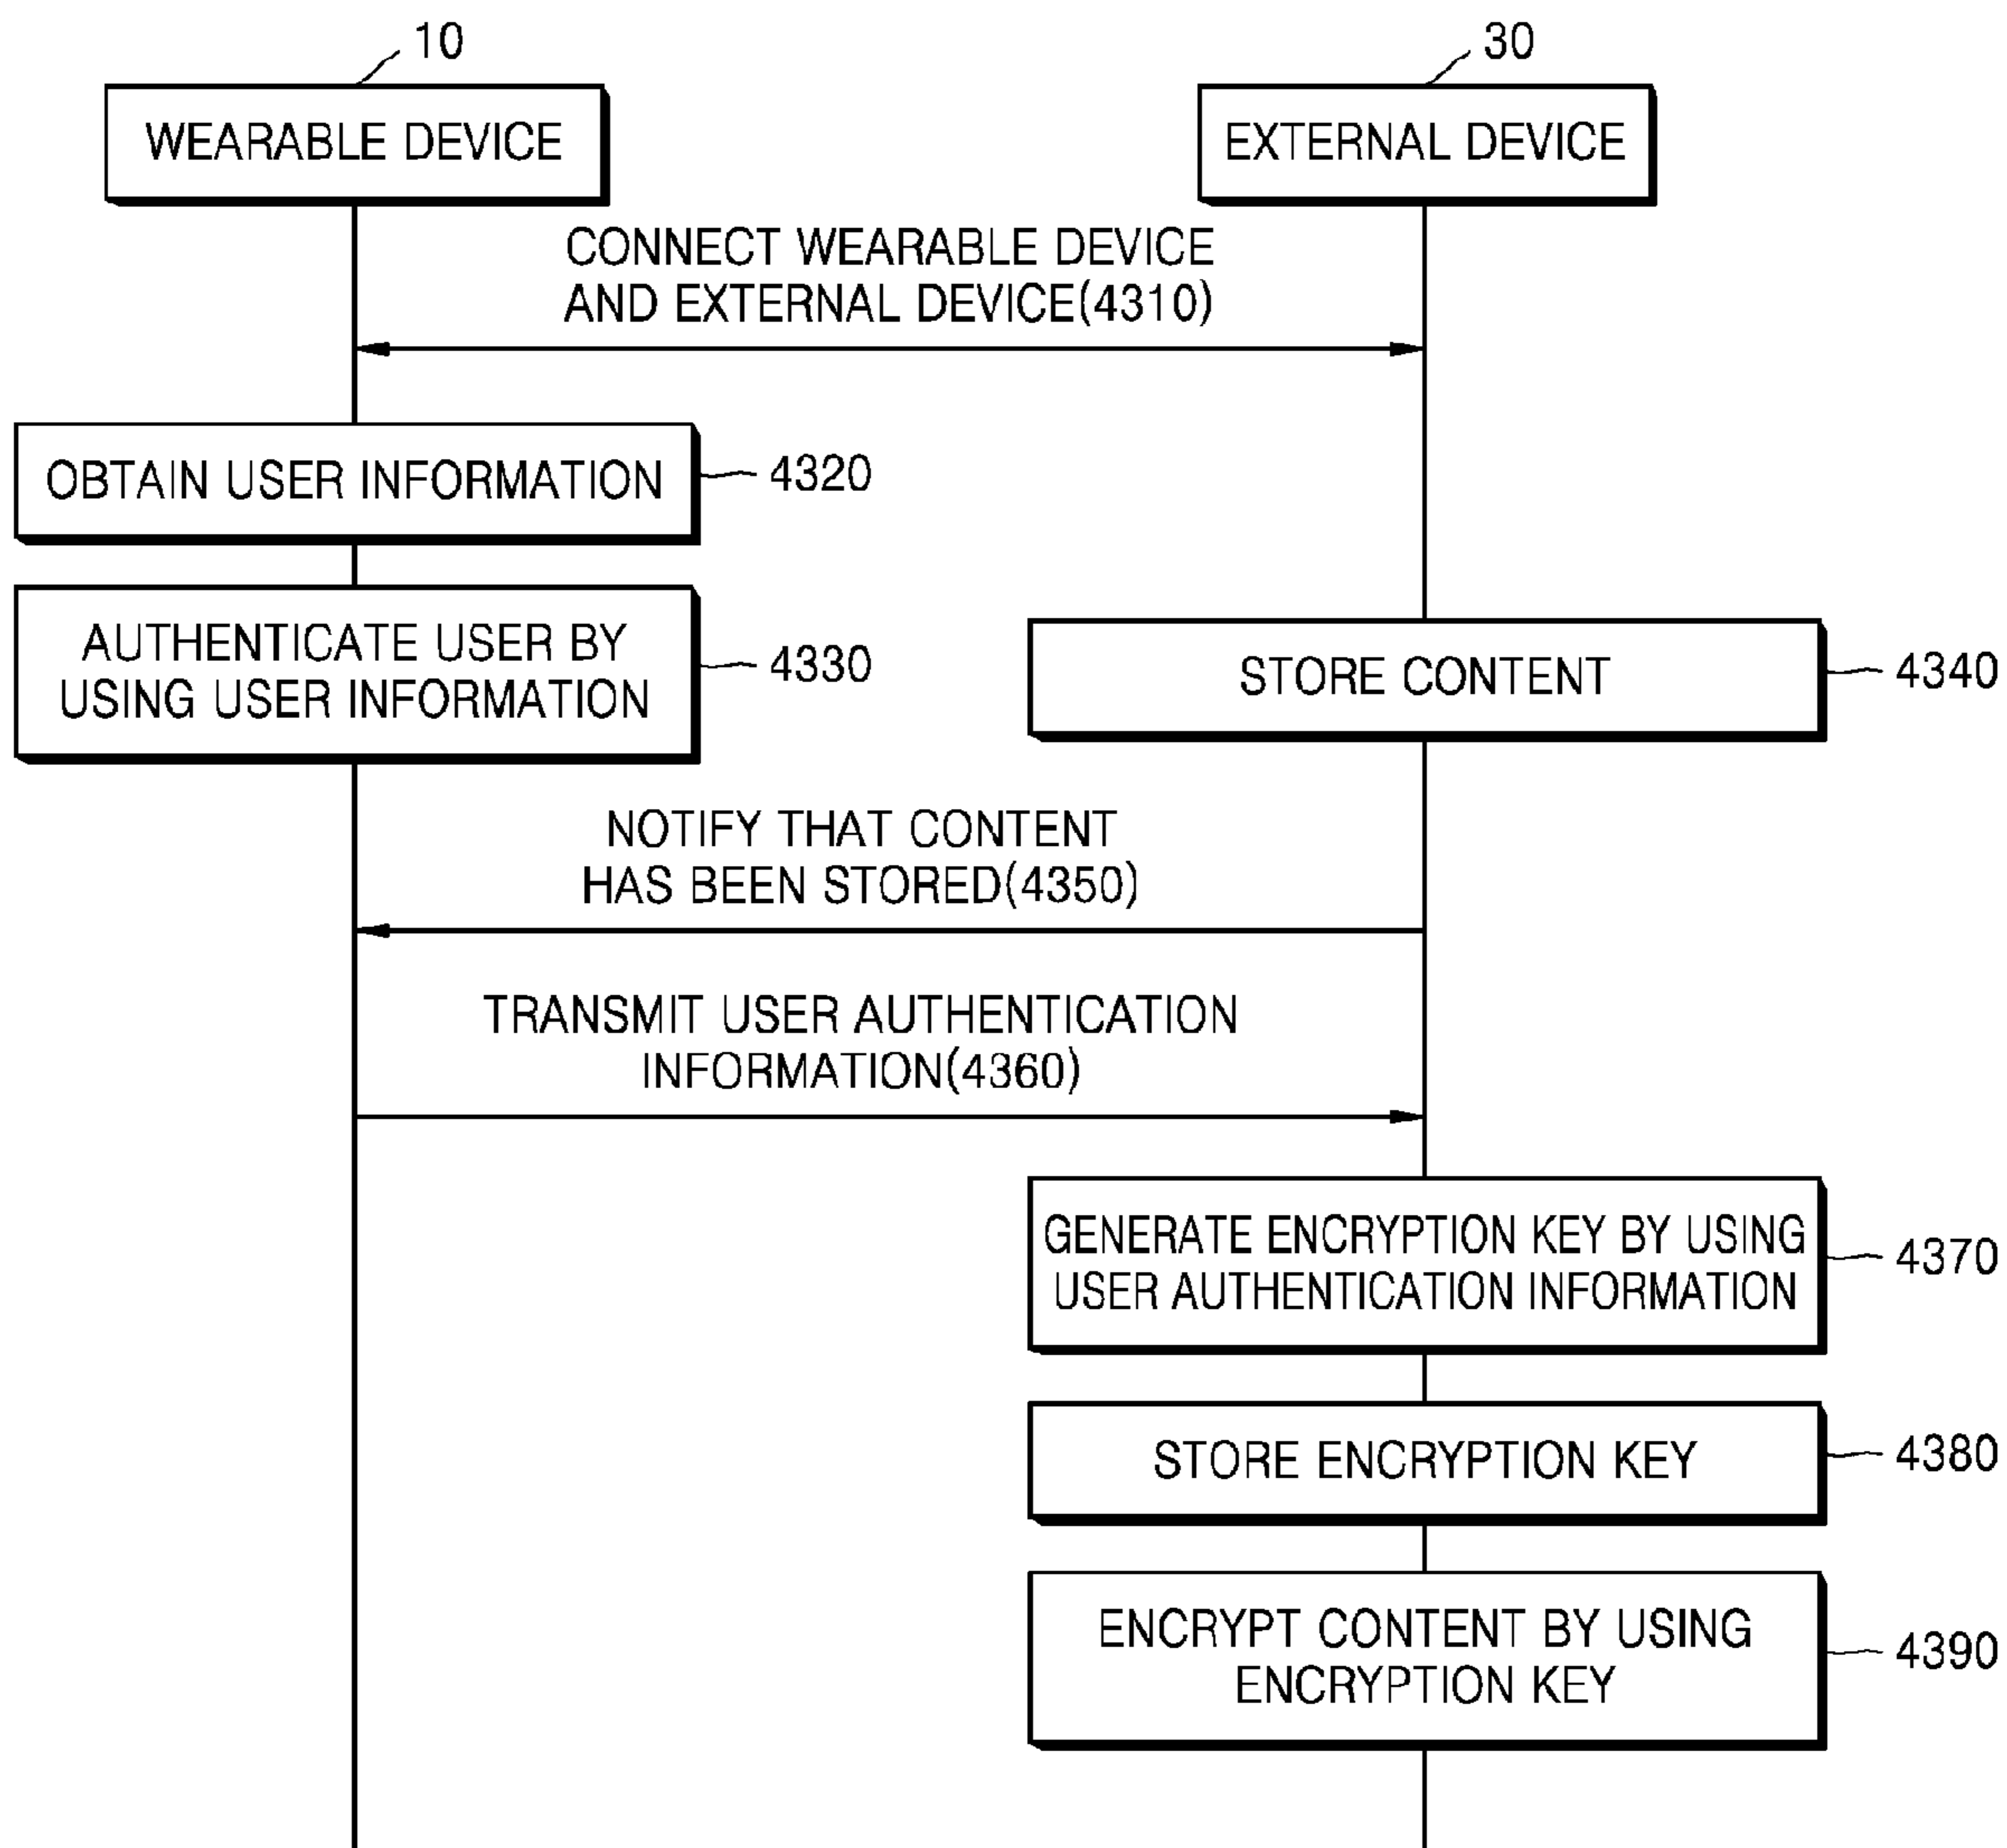 10
30
WEARABLE DEVICE
EXTERNAL DEVICE
CONNECT WEARABLE DEVICE
AND EXTERNAL DEVICE(4310)
OBTAIN USER INFORMATION
4320
AUTHENTICATE USER BY
USING USER INFORMATION
4330
STORE CONTENT
4340
NOTIFY THAT CONTENT
HAS BEEN STORED(4350)
TRANSMIT USER AUTHENTICATION
INFORMATION(4360)
GENERATE ENCRYPTION KEY BY USING
USER AUTHENTICATION INFORMATION
4370
STORE ENCRYPTION KEY
4380
ENCRYPT CONTENT BY USING
ENCRYPTION KEY
4390